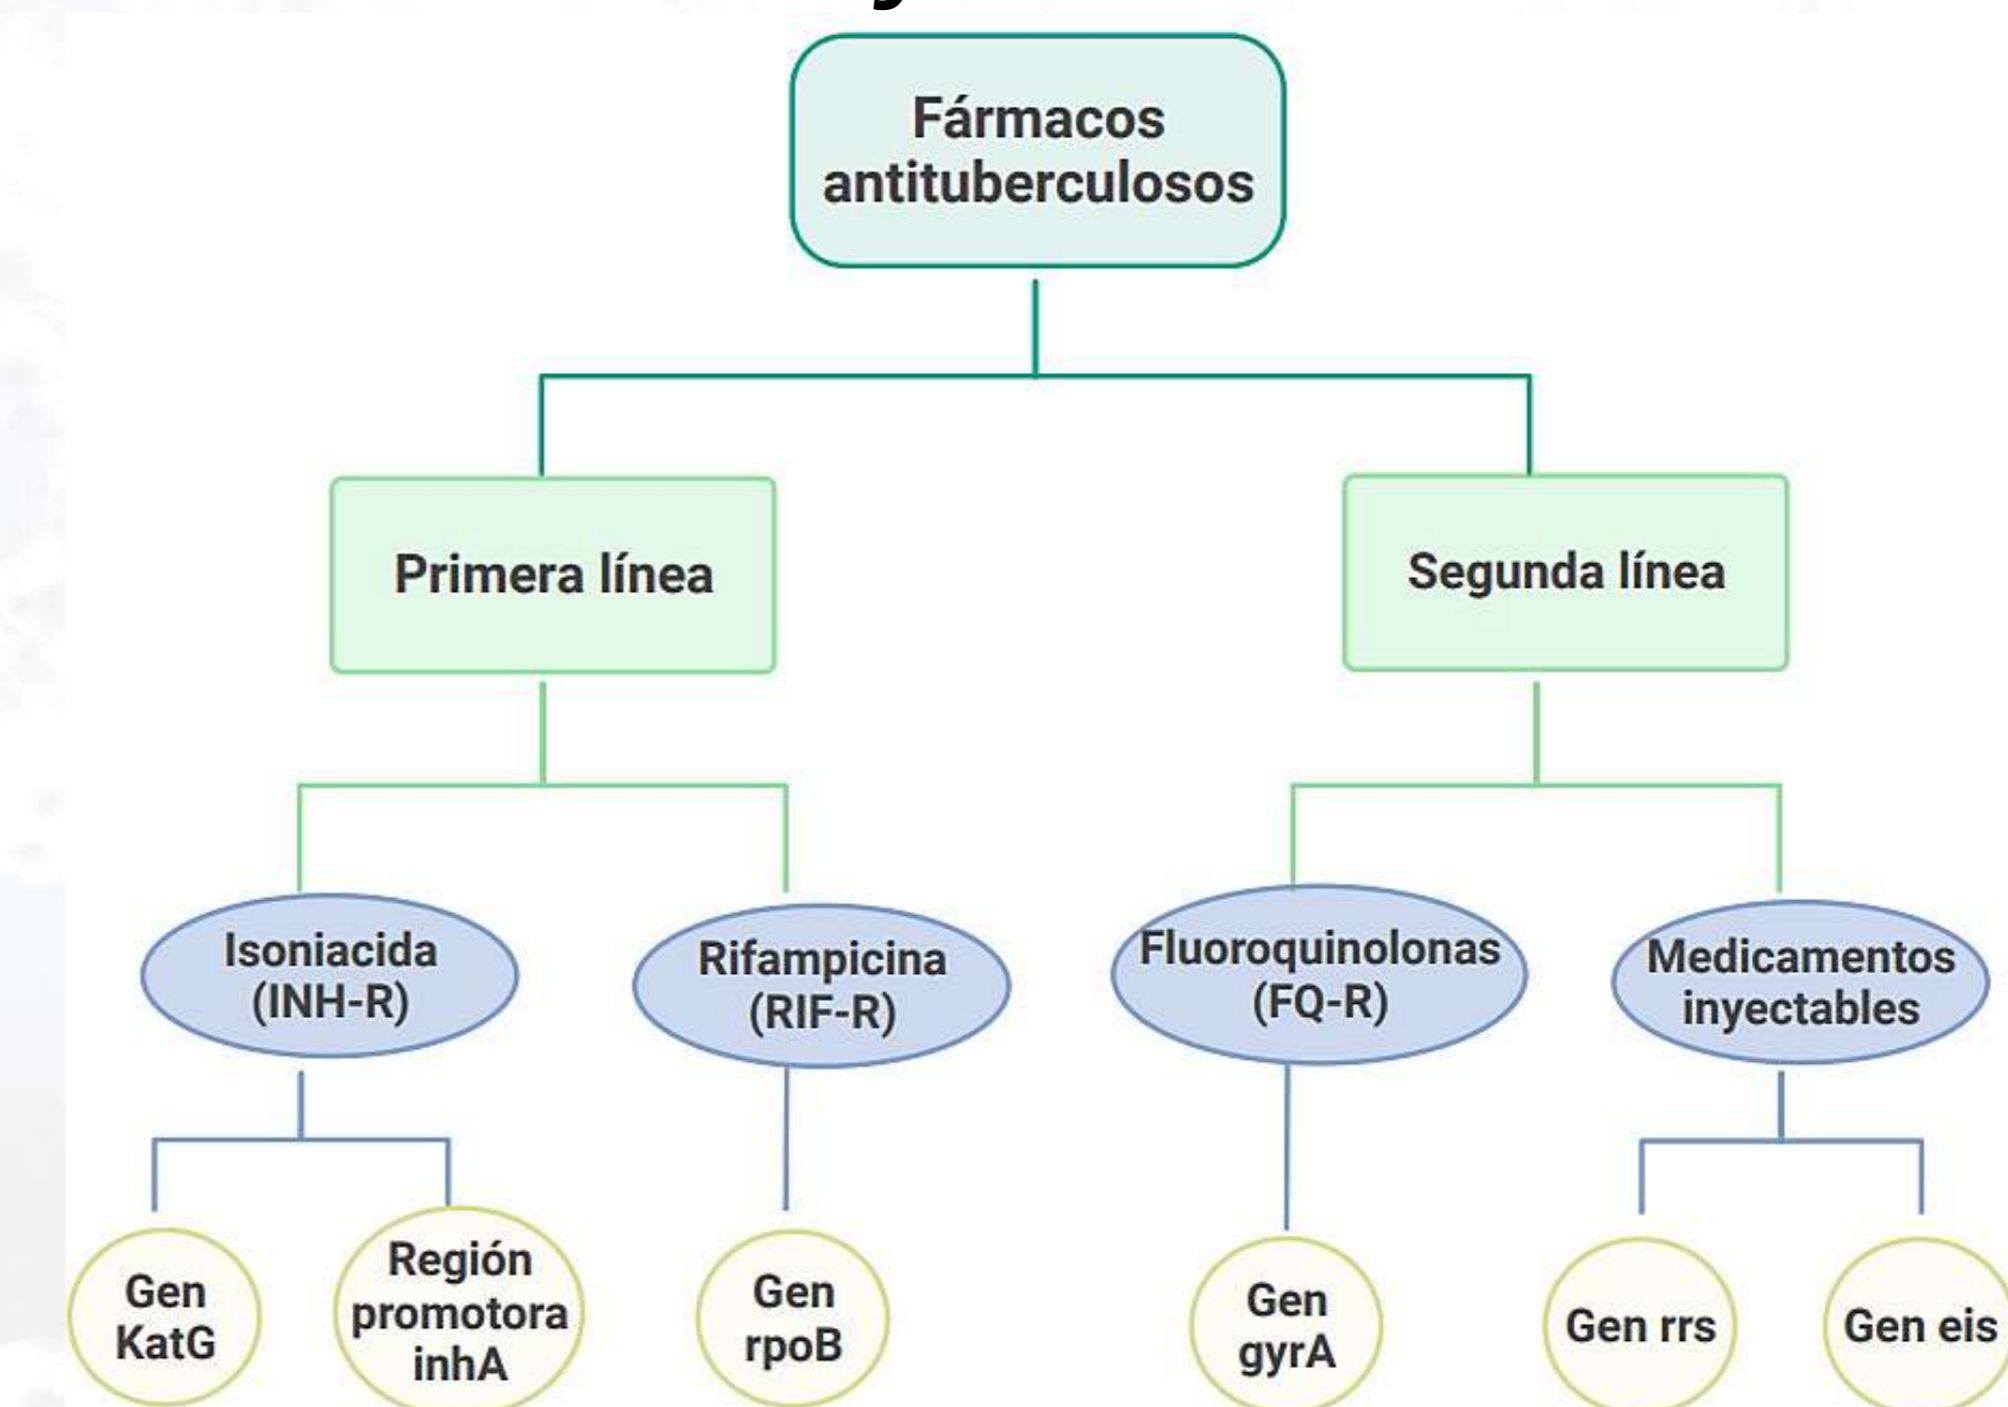 Fármacos
antituberculosos
Primera línea
Segunda línea
Isoniacida
(INH-R)
Rifampicina
(RIF-R)
Fluoroquinolonas
(FQ-R)
Medicamentos
inyectables
Gen
KatG
Región
promotora
inhA
Gen
rpoB
Gen
gyrA
Gen rrs
Gen eis